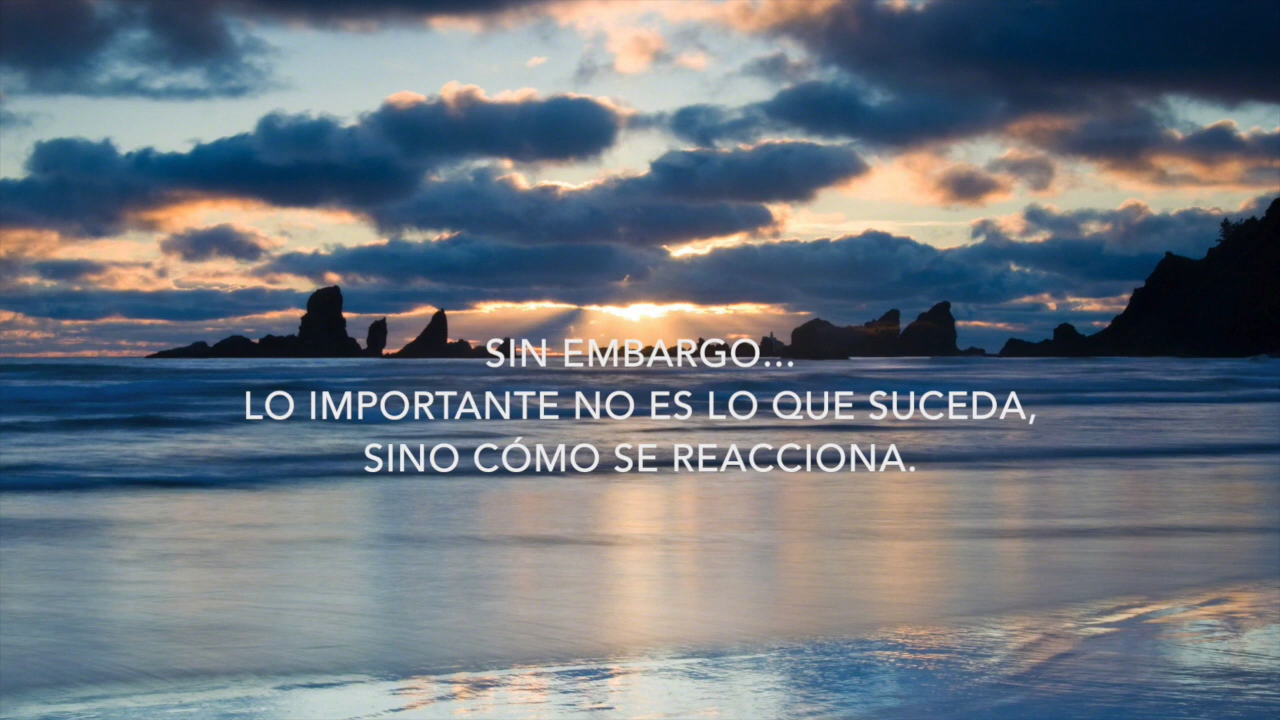 SIN EMBARGO...
LO IMPORTANTE NO ES LO QUE SUCEDA,
SINO CÓMO SE REACCIONA.